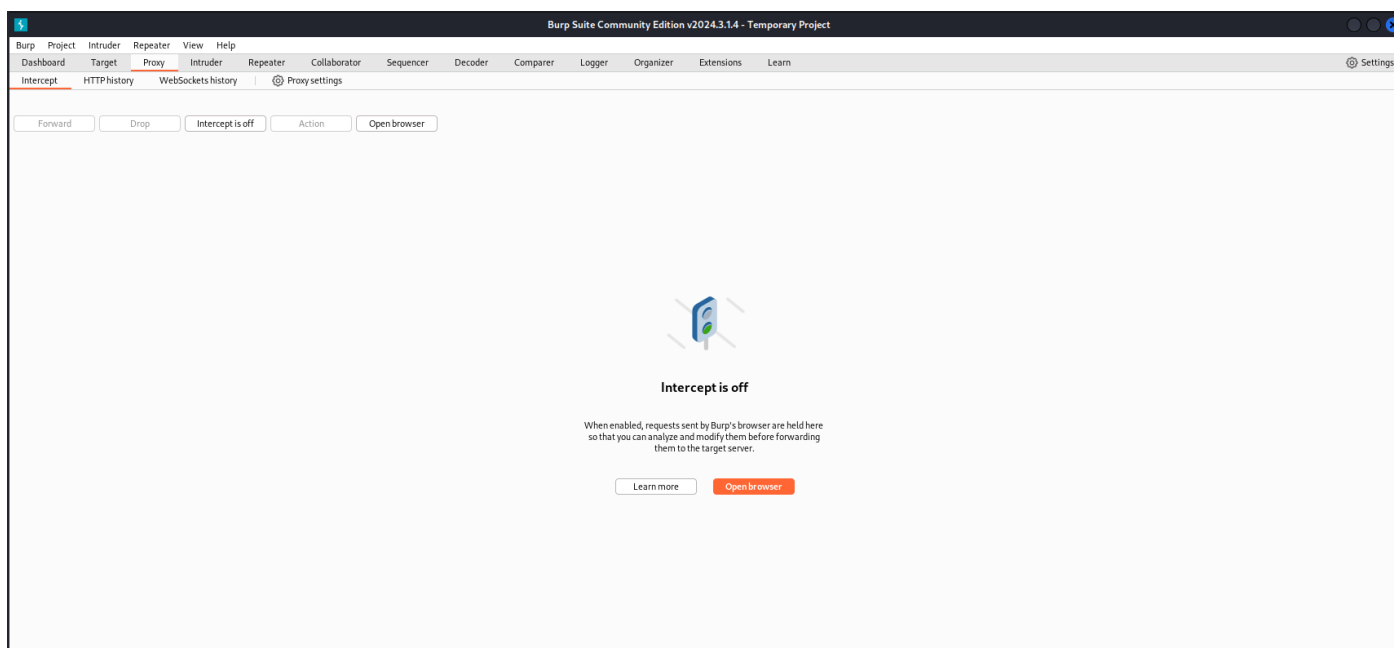 Burp Suite Community Edition v2024.3.1.4 - Temporary Project
Burp Project Intruder Repeater View Help
Dashboard Target Proxy Intruder Repeater Collaborator Sequencer Decoder Comparer Logger Organizer Extensions Learn Settings
Intercept HTTP history WebSockets history Proxy settings
Forward Drop Intercept is off Action Open browser
Intercept is off
When enabled, requests sent by Burp's browser are held here
so that you can analyze and modify them before forwarding
them to the target server.
Learn more Open browser